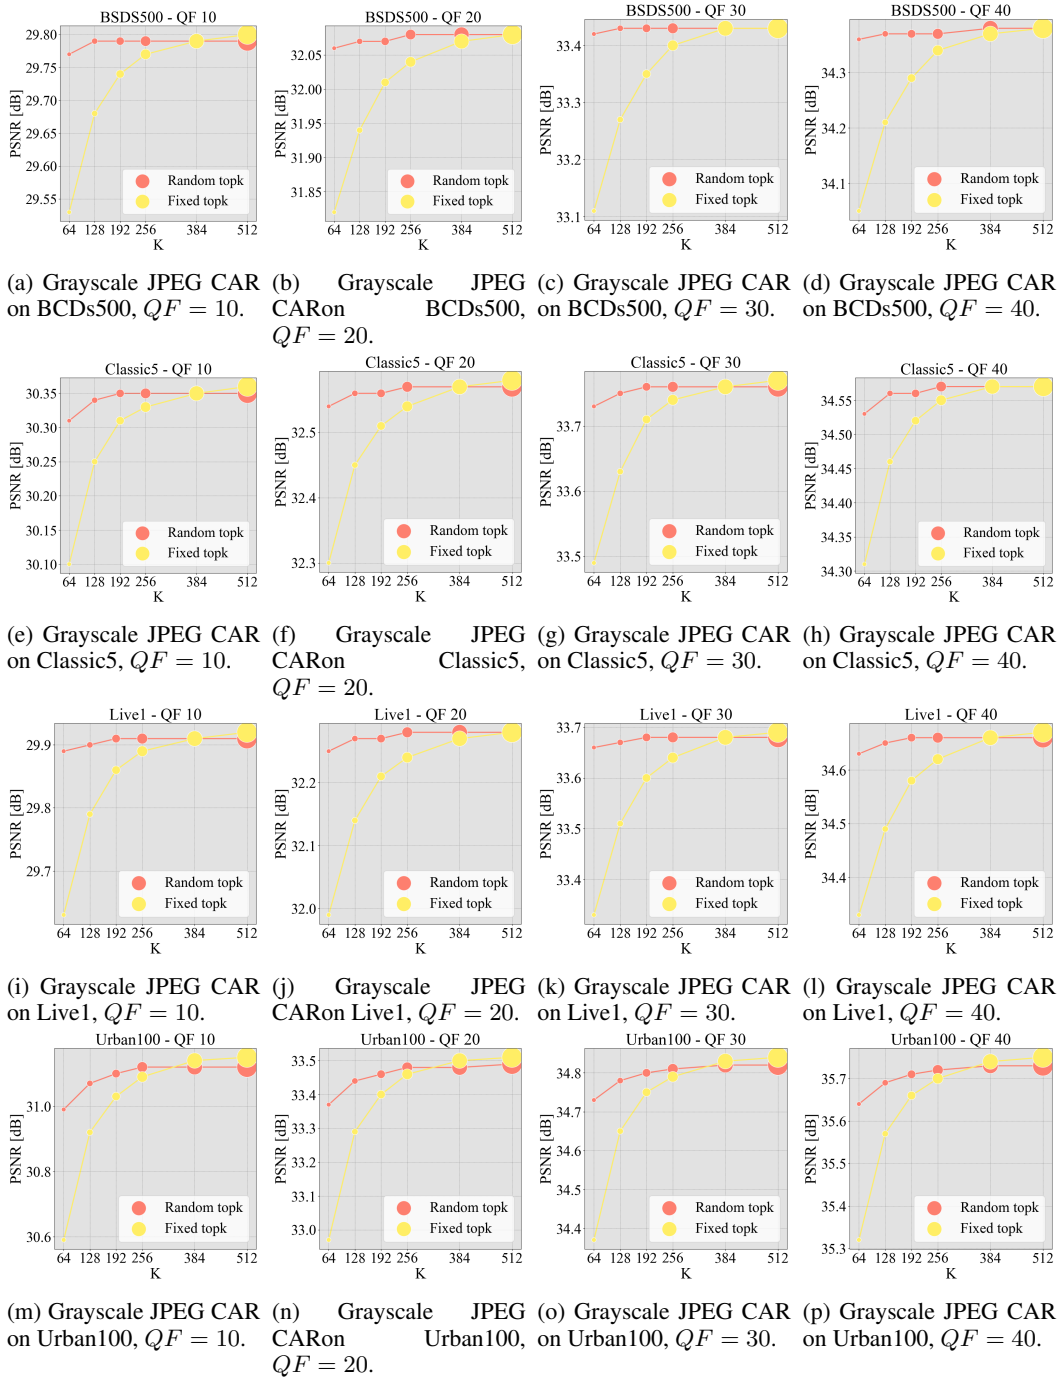 BSDS500 - QF 10
29.80
29.75
29.70
29.65
29.60
29.55
PSNR [dB]
Random topk
Fixed topk
64 128 192 256 384 512
K
BSDS500 - QF 20
32.05
32.00
31.95
31.90
31.85
PSNR [dB]
Random topk
Fixed topk
64 128 192 256 384 512
K
BSDS500 - QF 30
33.4
33.3
33.2
33.1
PSNR [dB]
Random topk
Fixed topk
64 128 192 256 384 512
K
BSDS500 - QF 40
34.3
34.2
34.1
PSNR [dB]
Random topk
Fixed topk
64 128 192 256 384 512
K
(a) Grayscale JPEG CAR
on BCDs500, QF = 10.
(b) Grayscale JPEG
CARon BCDs500,
QF = 20.
(c) Grayscale JPEG CAR
on BCDs500, QF = 30.
(d) Grayscale JPEG CAR
on BCDs500, QF = 40.
Classic5 - QF 10
30.35
30.30
30.25
30.20
30.15
30.10
PSNR [dB]
Random topk
Fixed topk
64 128 192 256 384 512
K
Classic5 - QF 20
32.5
32.4
32.3
PSNR [dB]
Random topk
Fixed topk
64 128 192 256 384 512
K
Classic5 - QF 30
33.7
33.6
33.5
PSNR [dB]
Random topk
Fixed topk
64 128 192 256 384 512
K
Classic5 - QF 40
34.55
34.50
34.45
34.40
34.35
34.30
PSNR [dB]
Random topk
Fixed topk
64 128 192 256 384 512
K
(e) Grayscale JPEG CAR
on Classic5, QF = 10.
(f) Grayscale JPEG
CARon Classic5,
QF = 20.
(g) Grayscale JPEG CAR
on Classic5, QF = 30.
(h) Grayscale JPEG CAR
on Classic5, QF = 40.
Live1 - QF 10
29.9
29.8
29.7
PSNR [dB]
Random topk
Fixed topk
64 128 192 256 384 512
K
Live1 - QF 20
32.2
32.1
32.0
PSNR [dB]
Random topk
Fixed topk
64 128 192 256 384 512
K
Live1 - QF 30
33.7
33.6
33.5
33.4
PSNR [dB]
Random topk
Fixed topk
64 128 192 256 384 512
K
Live1 - QF 40
34.6
34.5
34.4
PSNR [dB]
Random topk
Fixed topk
64 128 192 256 384 512
K
(i) Grayscale JPEG CAR
on Live1, QF = 10.
(j) Grayscale JPEG
CARon Live1, QF = 20.
(k) Grayscale JPEG CAR
on Live1, QF = 30.
(l) Grayscale JPEG CAR
on Live1, QF = 40.
Urban100 - QF 10
31.0
30.8
30.6
PSNR [dB]
Random topk
Fixed topk
64 128 192 256 384 512
K
Urban100 - QF 20
33.5
33.4
33.3
33.2
33.1
33.0
PSNR [dB]
Random topk
Fixed topk
64 128 192 256 384 512
K
Urban100 - QF 30
34.8
34.7
34.6
34.5
34.4
PSNR [dB]
Random topk
Fixed topk
64 128 192 256 384 512
K
Urban100 - QF 40
35.7
35.6
35.5
35.4
35.3
PSNR [dB]
Random topk
Fixed topk
64 128 192 256 384 512
K
(m) Grayscale JPEG CAR
on Urban100, QF = 10.
(n) Grayscale JPEG
CARon Urban100,
QF = 20.
(o) Grayscale JPEG CAR
on Urban100, QF = 30.
(p) Grayscale JPEG CAR
on Urban100, QF = 40.